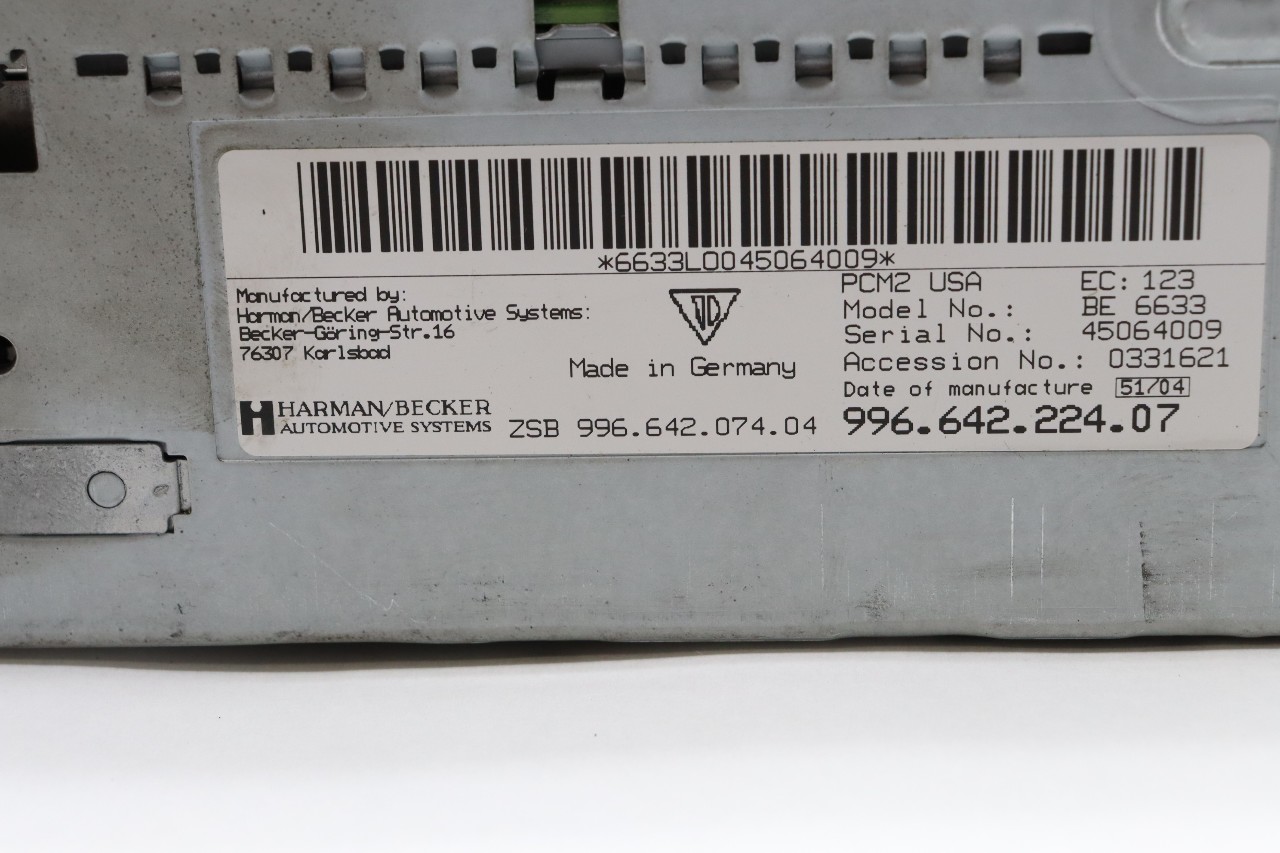 *6633L0045064009*
Manufactured by:
Harman/Becker Automotive Systems:
Becker-Göring-Str.16
76307 Karlsbad
HARMAN/BECKER
AUTOMOTIVE SYSTEMS
Made in Germany
ZSB 996.642.074.04
PCM2 USA EC: 123
Model No.: BE 6633
Serial No.: 45064009
Accession No.: 0331621
Date of manufacture 51/04
996.642.224.07